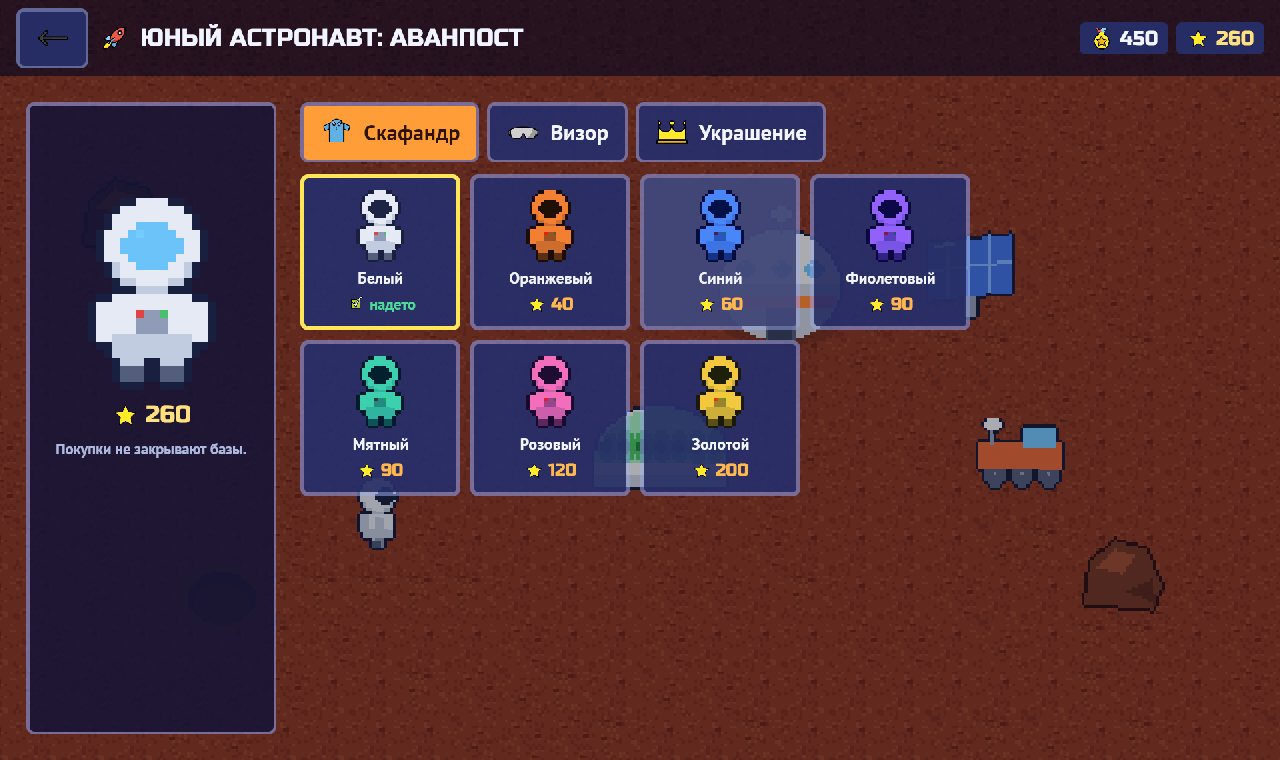 ЮНЫЙ АСТРОНАВТ: АВАНПОСТ
450
260
Скафандр
Визор
Украшение
Белый
надето
Оранжевый
40
Синий
60
Фиолетовый
90
260
Покупки не закрывают базы.
Мятный
90
Розовый
120
Золотой
200